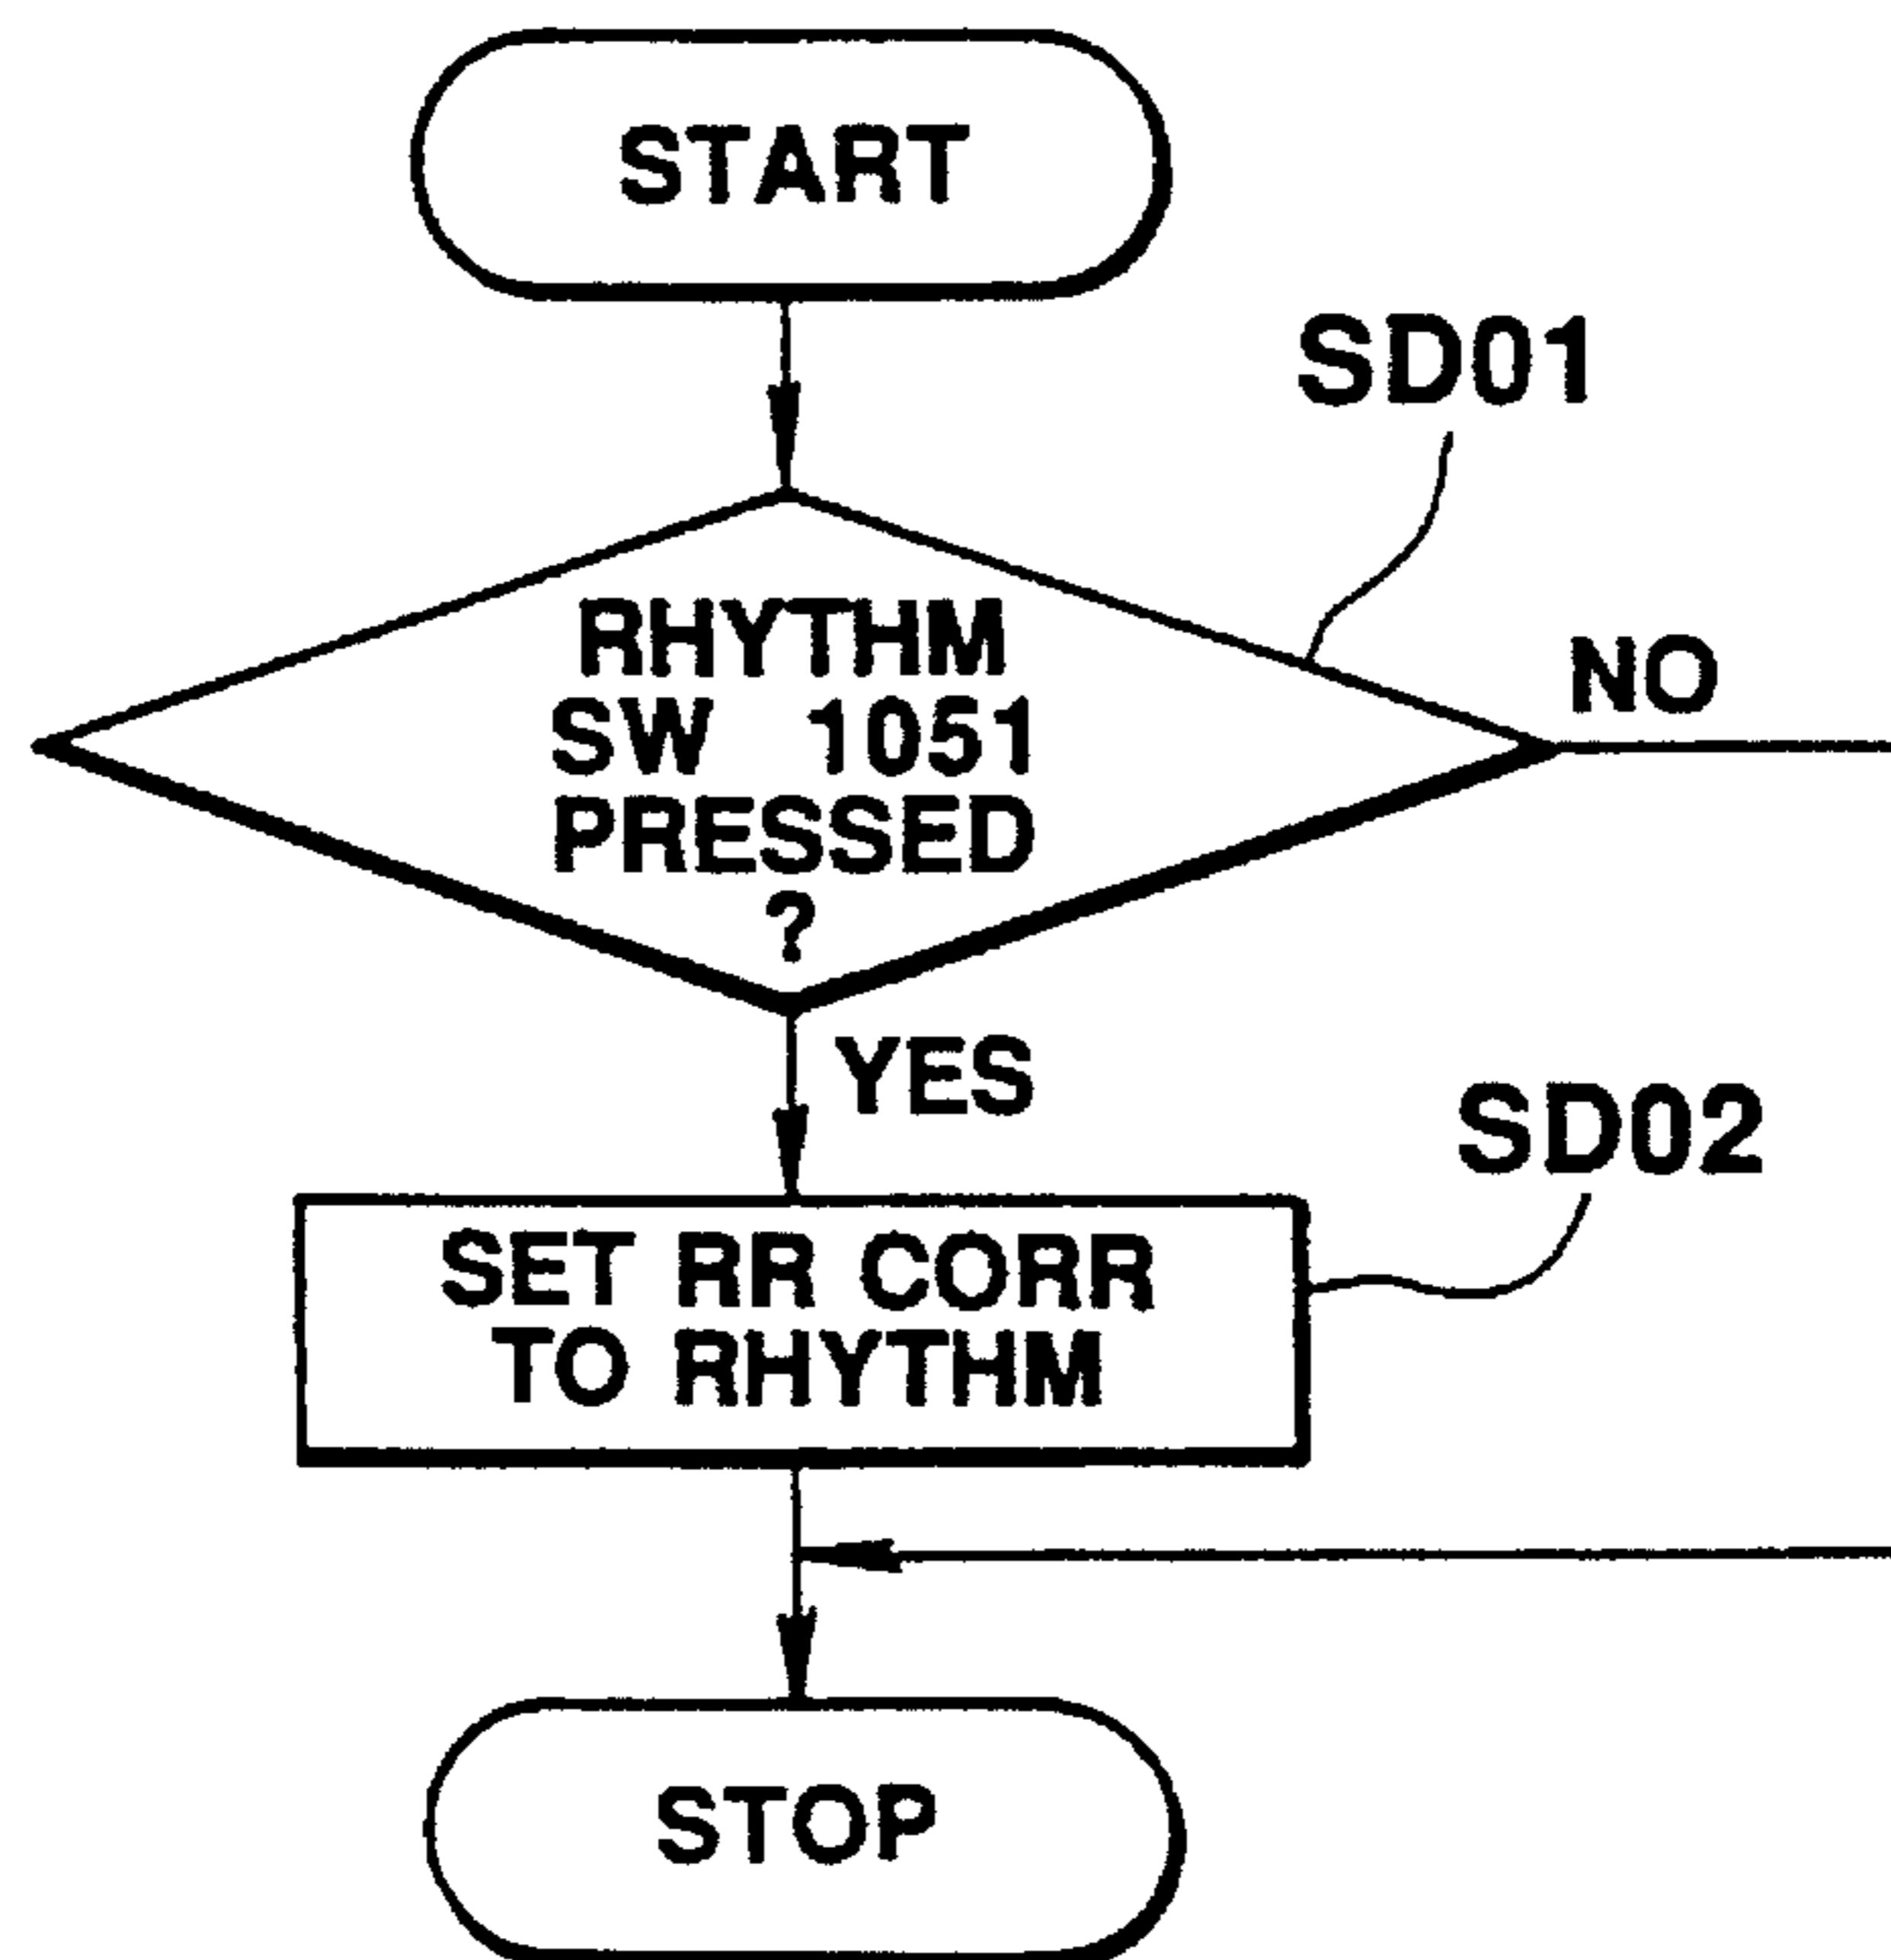 START
SD01
RHYTHM
SW 1051
PRESSED
?
NO
YES
SD02
SET RR CORR
TO RHYTHM
STOP